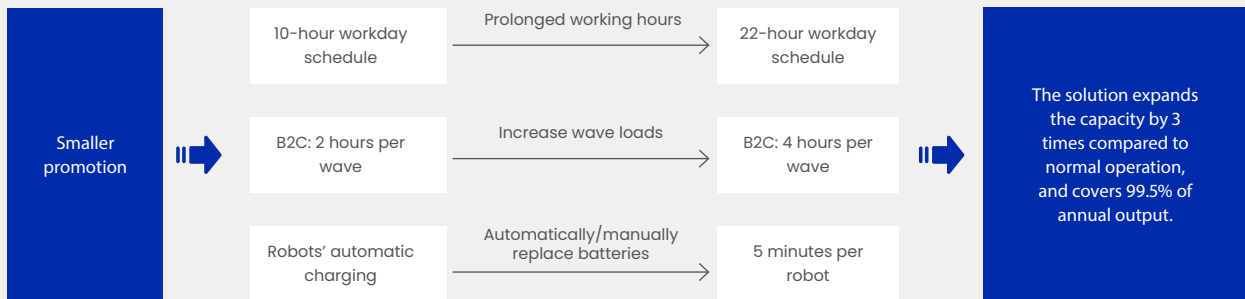 Smaller
promotion
10-hour workday
schedule
Prolonged working hours
22-hour workday
schedule
B2C: 2 hours per
wave
Increase wave loads
B2C: 4 hours per
wave
Robots’ automatic
charging
Automatically/manually
replace batteries
5 minutes per
robot
The solution expands
the capacity by 3
times compared to
normal operation,
and covers 99.5% of
annual output.